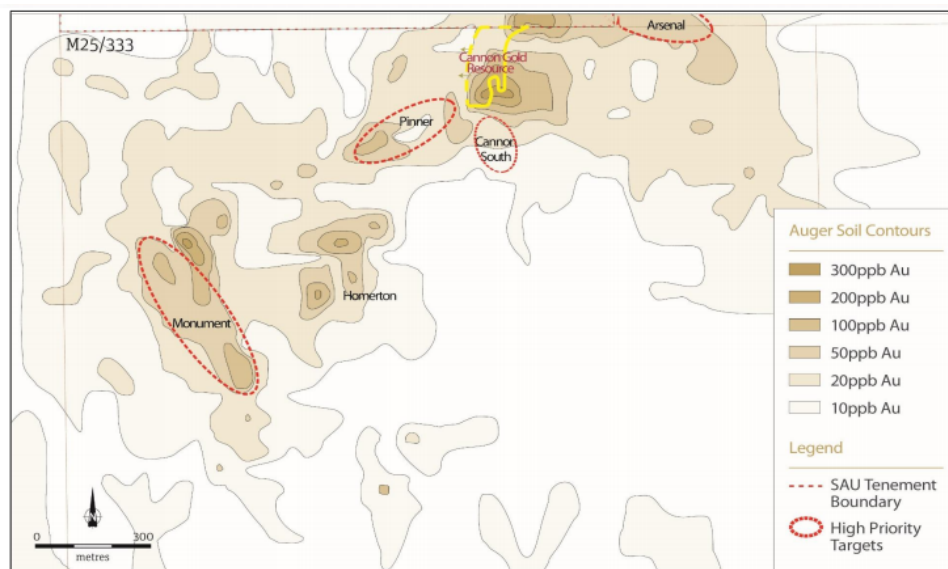 Arsenal
M25/333
Cannon Gold
Resource
Pinner
Cannon
South
Auger Soil Contours
300ppb Au
200ppb Au
100ppb Au
50ppb Au
20ppb Au
10ppb Au
Homerton
Monument
Legend
SAU Tenement
Boundary
High Priority
Targets
N
0 300
metres